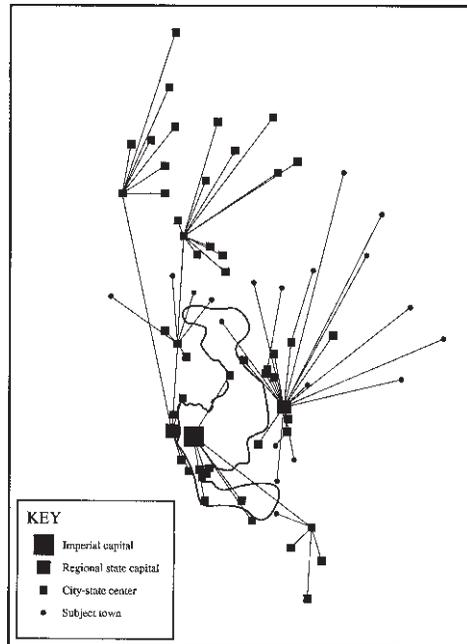 KEY
Imperial capital
Regional state capital
City-state center
Subject town